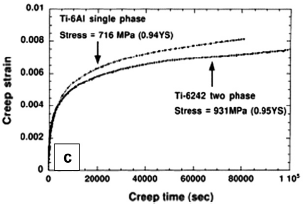 0.01
Ti-6Al single phase
Stress = 716 MPa (0.94YS)
0.008
0.006
Creep strain
Ti-6242 two phase
Stress = 931MPa (0.95YS)
0.004
0.002
C
0
0 20000 40000 60000 80000 1 10⁵
Creep time (sec)